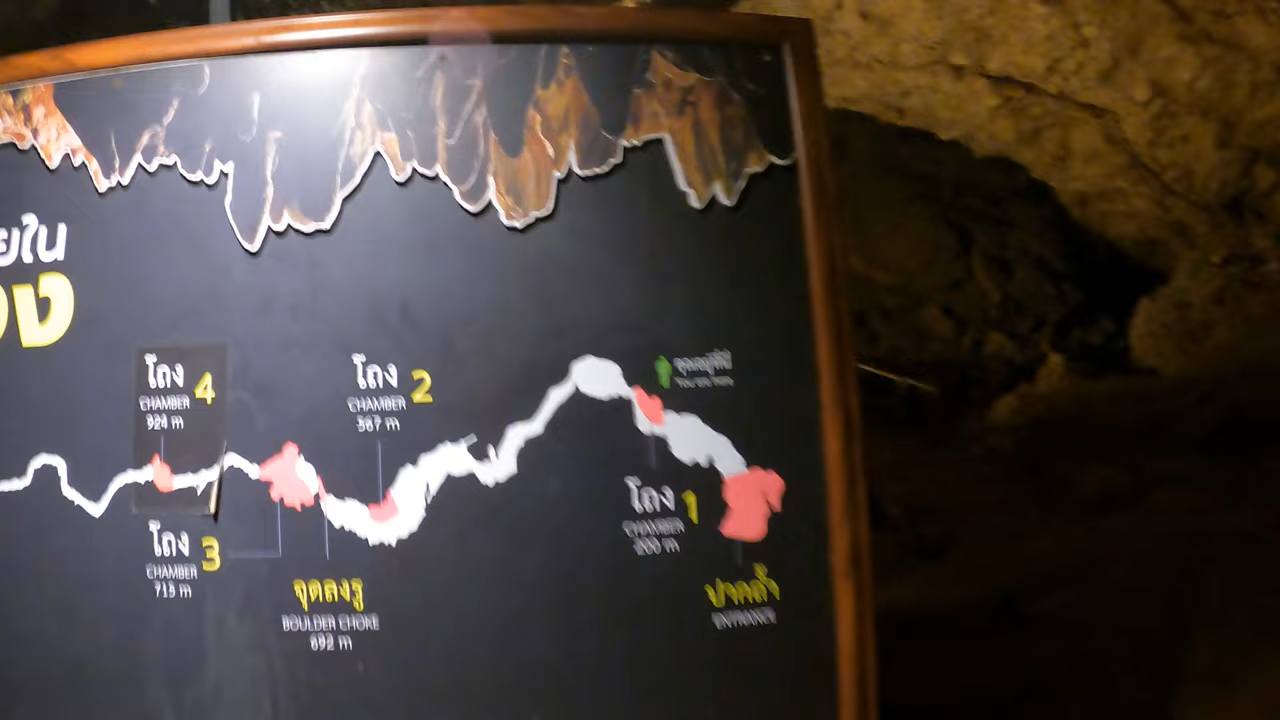 ยใน
อง
โถง 4
CHAMBER
924 m
โถง 2
CHAMBER
567 m
โถง 1
CHAMBER
200 m
โถง 3
CHAMBER
715 m
จุดลงรู
BOULDER CHOKE
692 m
ปากถ้ำ
ENTRANCE